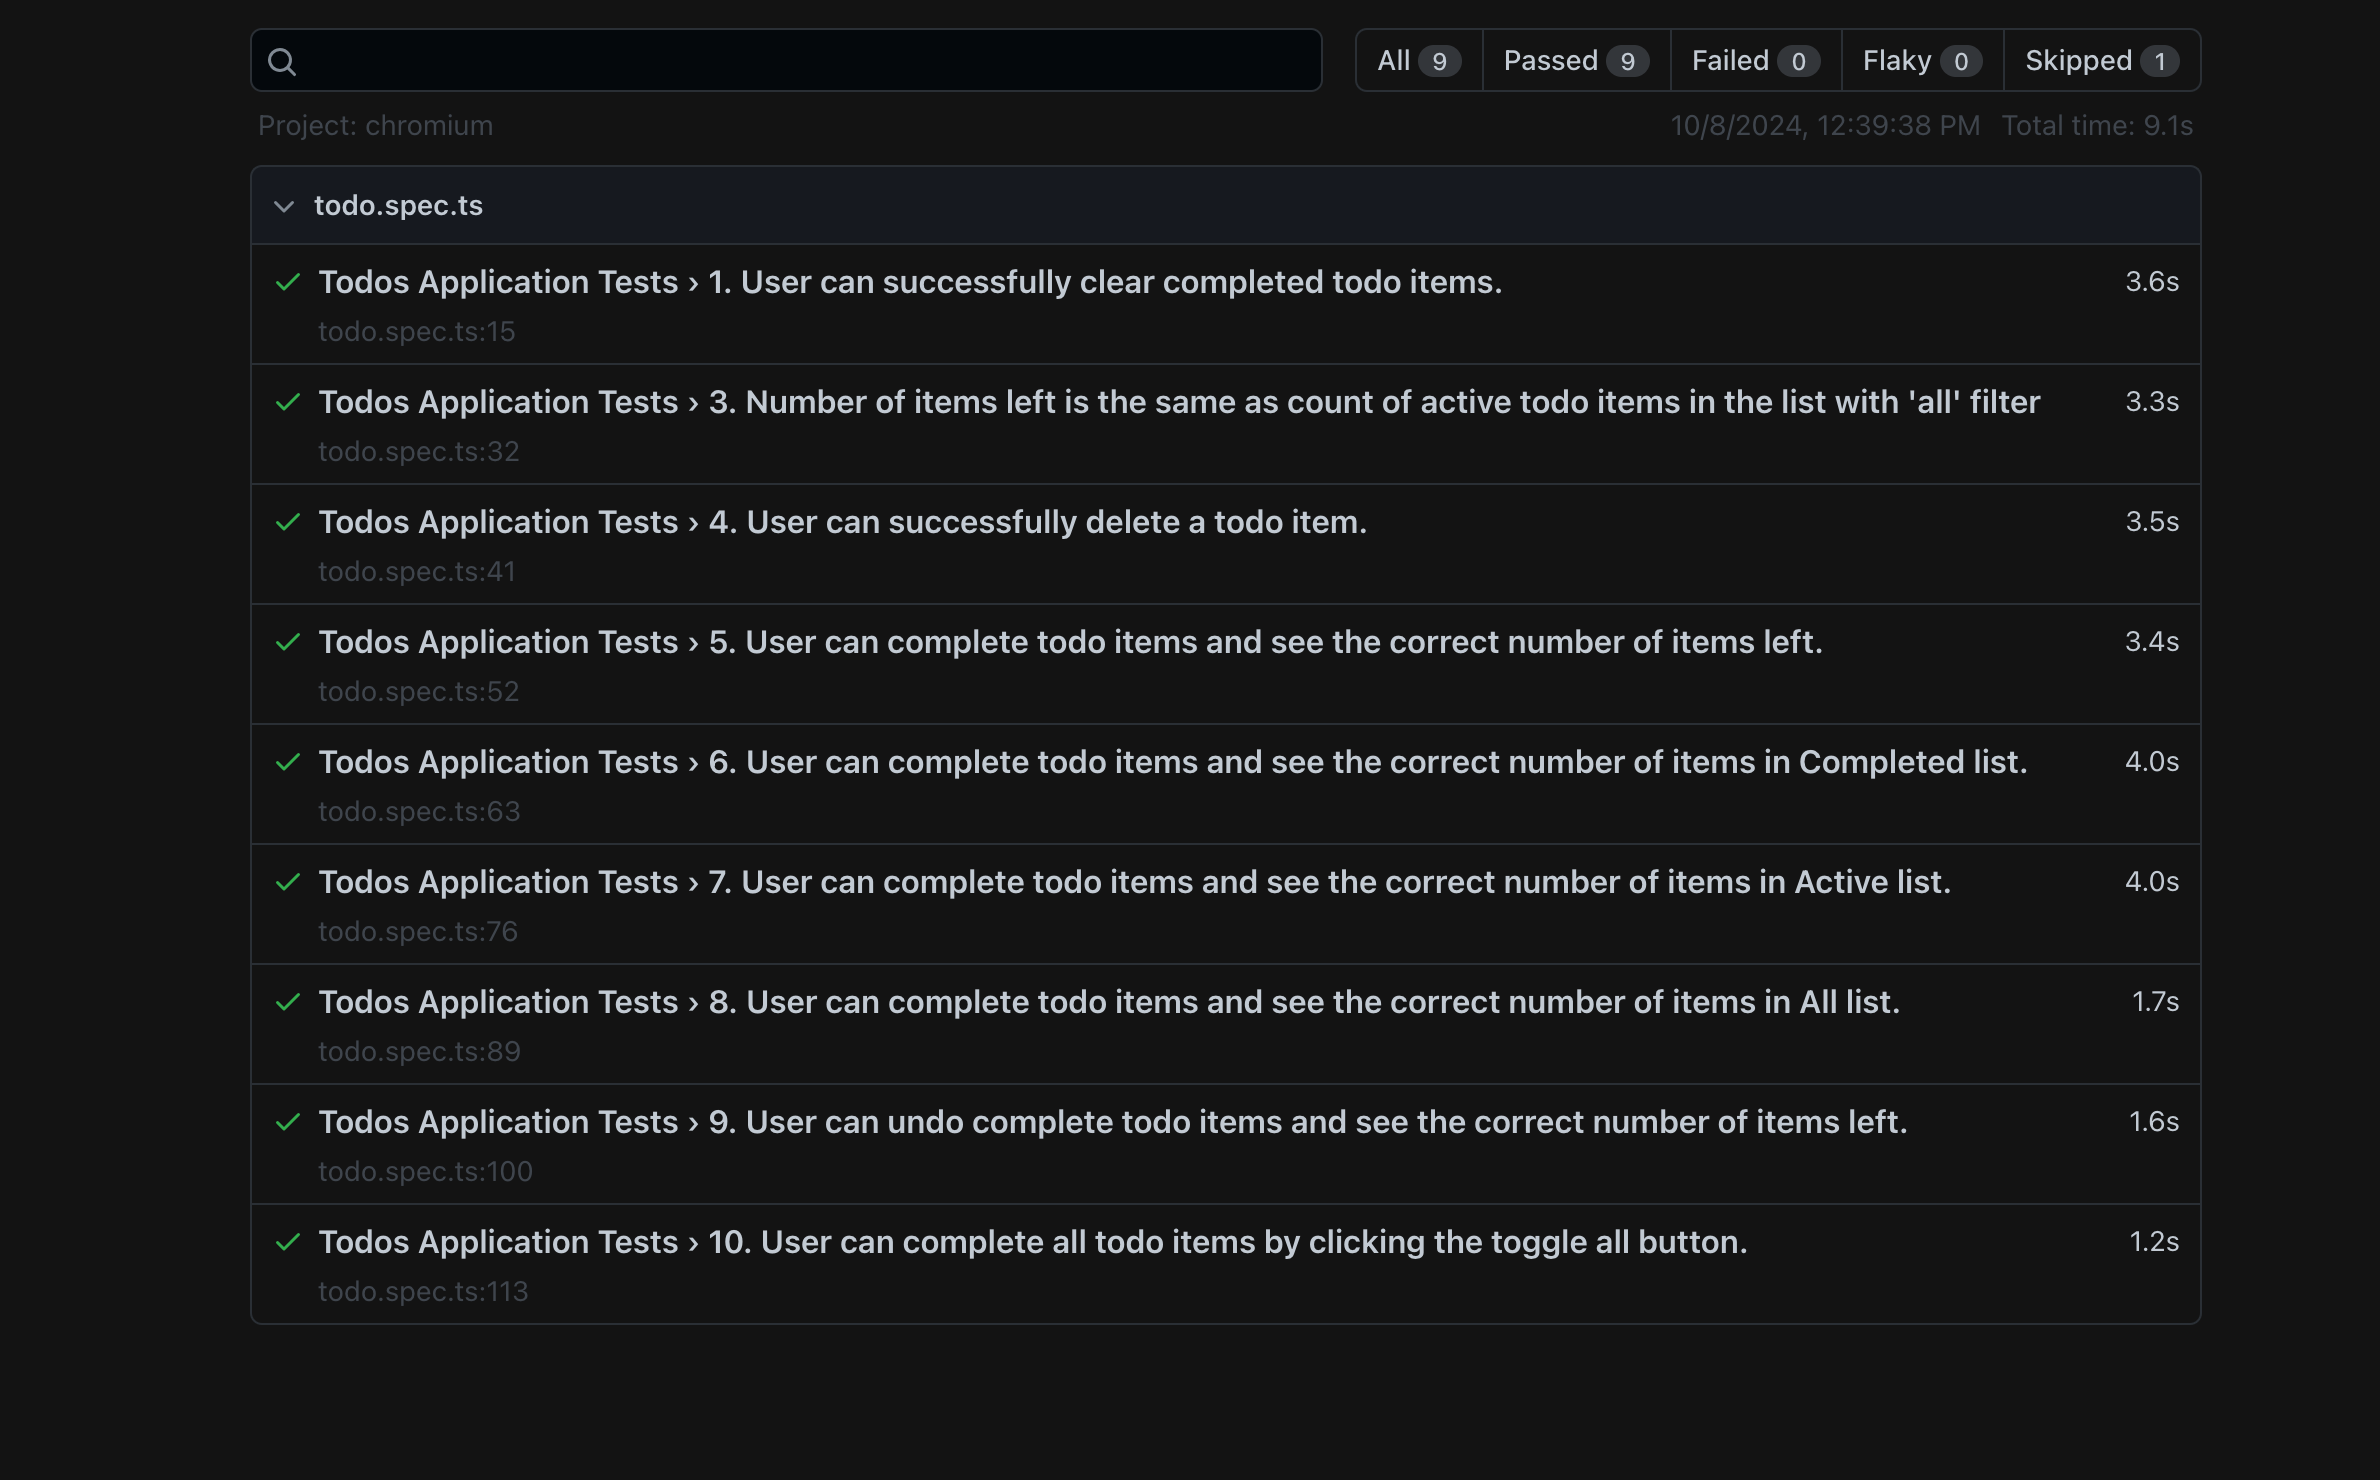 All 9 Passed 9 Failed 0 Flaky 0 Skipped 1
Project: chromium 10/8/2024, 12:39:38 PM Total time: 9.1s
todo.spec.ts
Todos Application Tests › 1. User can successfully clear completed todo items. 3.6s
todo.spec.ts:15
Todos Application Tests › 3. Number of items left is the same as count of active todo items in the list with 'all' filter 3.3s
todo.spec.ts:32
Todos Application Tests › 4. User can successfully delete a todo item. 3.5s
todo.spec.ts:41
Todos Application Tests › 5. User can complete todo items and see the correct number of items left. 3.4s
todo.spec.ts:52
Todos Application Tests › 6. User can complete todo items and see the correct number of items in Completed list. 4.0s
todo.spec.ts:63
Todos Application Tests › 7. User can complete todo items and see the correct number of items in Active list. 4.0s
todo.spec.ts:76
Todos Application Tests › 8. User can complete todo items and see the correct number of items in All list. 1.7s
todo.spec.ts:89
Todos Application Tests › 9. User can undo complete todo items and see the correct number of items left. 1.6s
todo.spec.ts:100
Todos Application Tests › 10. User can complete all todo items by clicking the toggle all button. 1.2s
todo.spec.ts:113